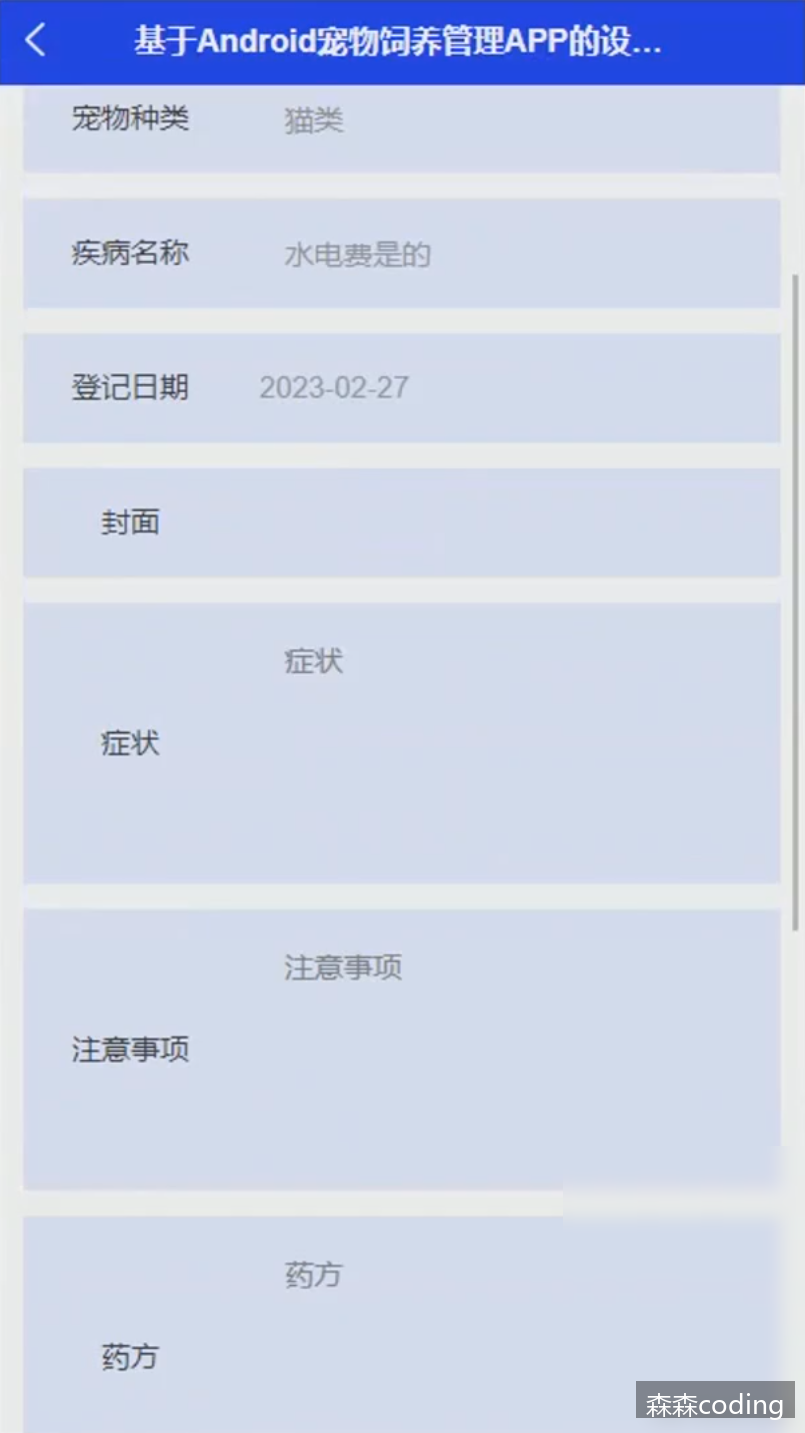 基于Android宠物饲养管理APP的设...
宠物种类 猫类
疾病名称 水电费是的
登记日期 2023-02-27
封面
症状
症状
注意事项
注意事项
药方
药方
森森coding